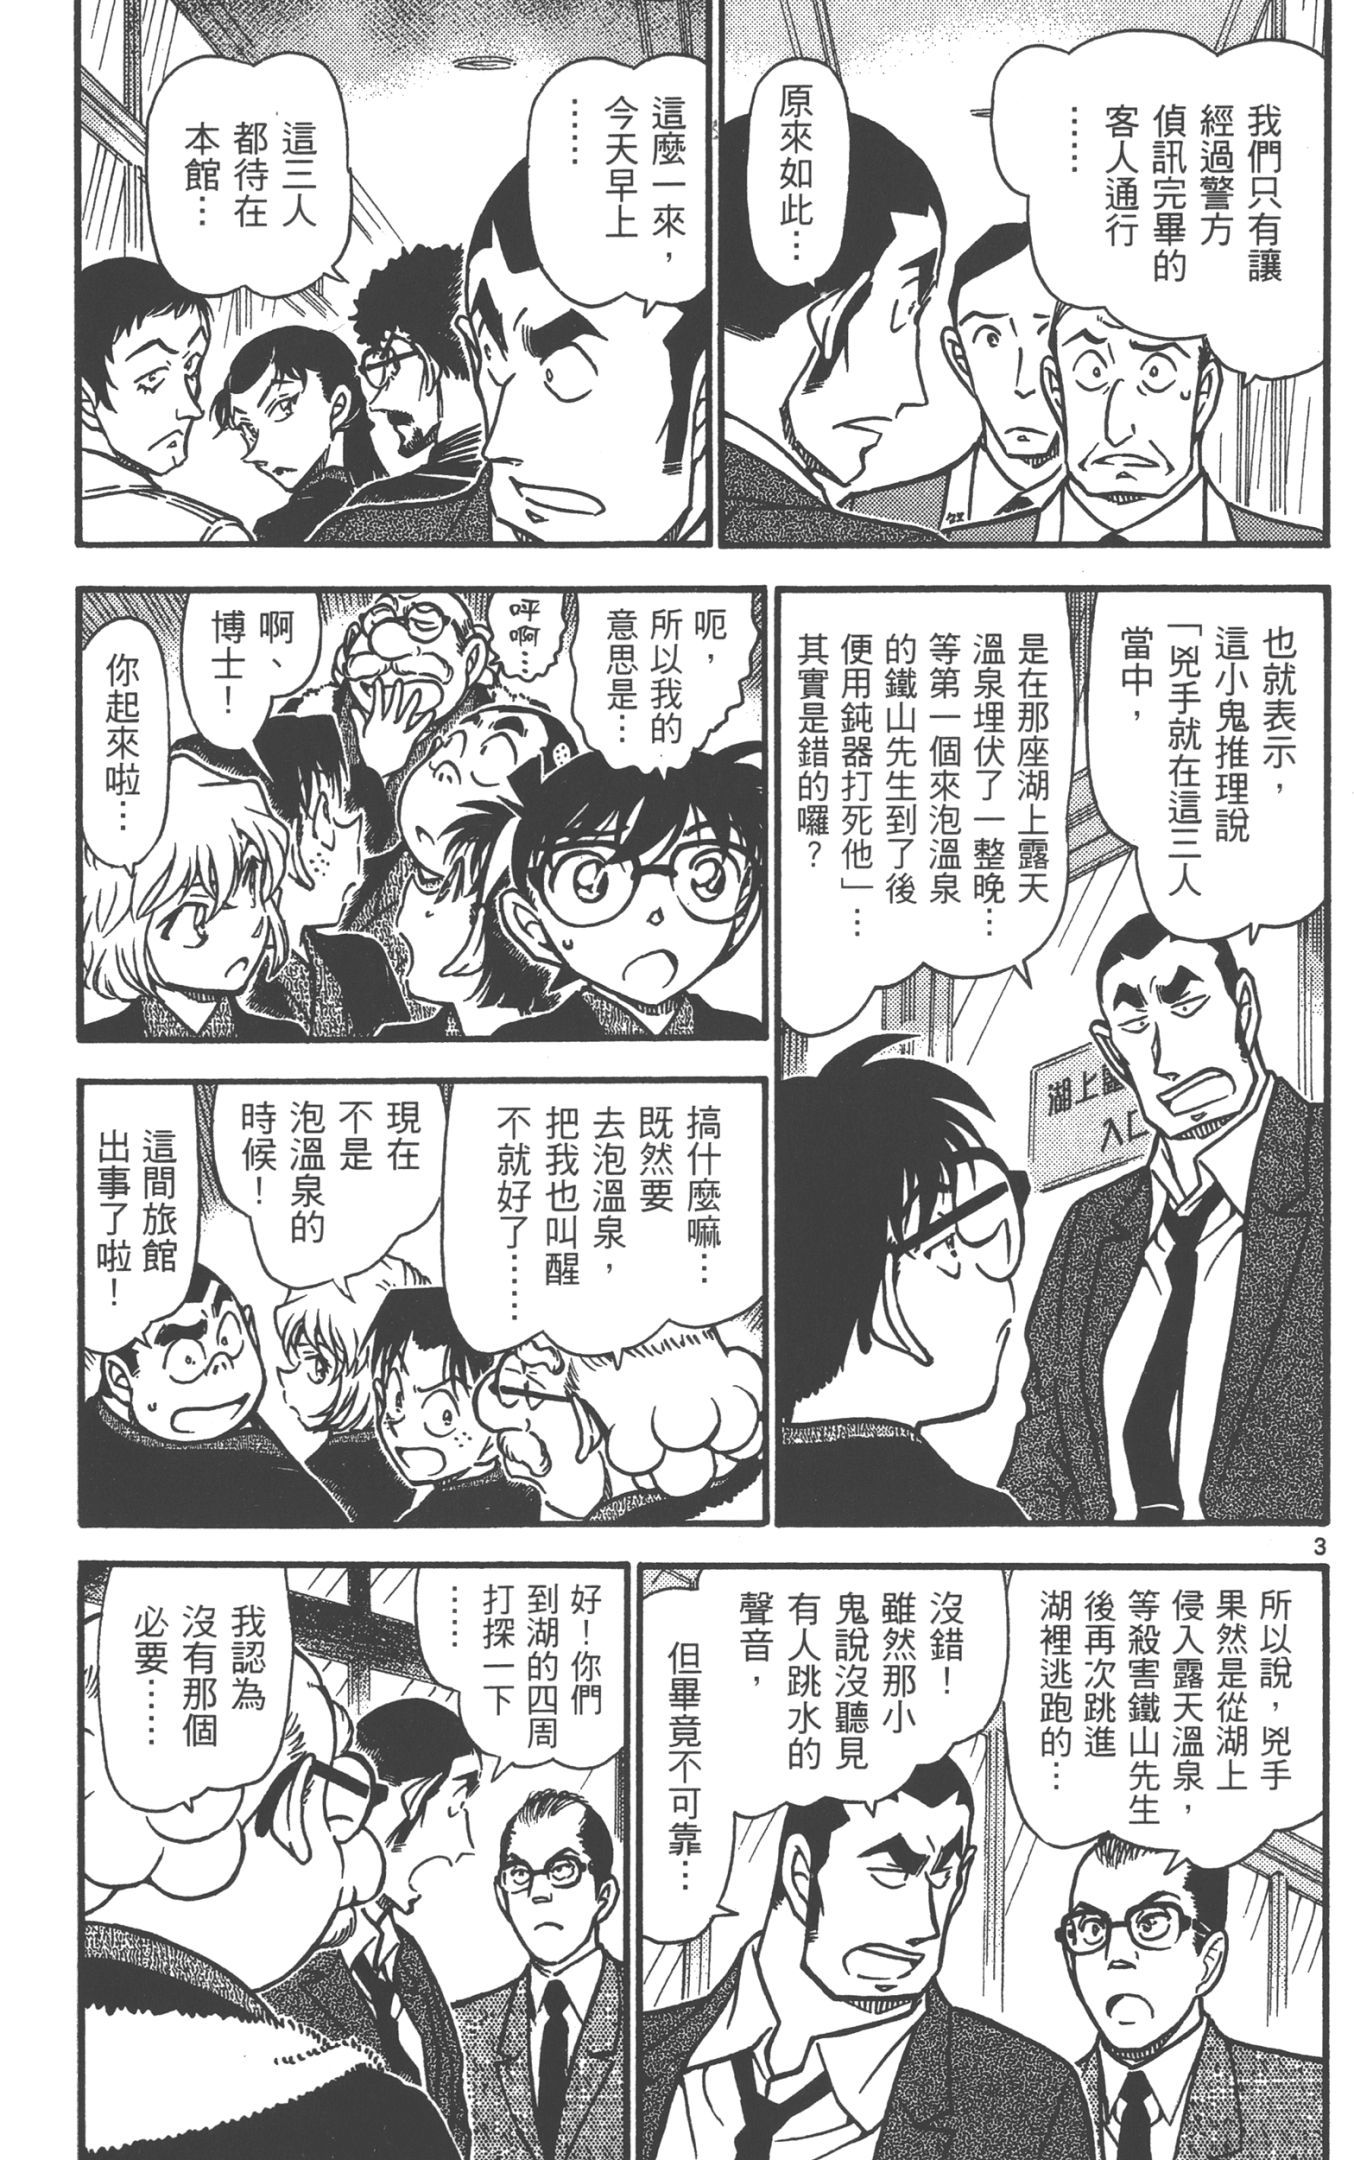 我們只有讓
經過警方
偵訊完畢的
客人通行
⋯⋯
原來如此⋯
這麼一來，
今天早上
⋯⋯
這三人
都待在
本館⋯
也就表示，
這小鬼推理說
「兇手就在這三人
當中，
是在那座湖上露天
溫泉埋伏了一整晚⋯
等第一個來泡溫泉
的鐵山先生到了後
便用鈍器打死他」⋯
其實是錯的囉？
湖上露
入口
呃，
所以我的
意思是⋯
呼啊⋯
啊、
博士！
你起來啦⋯
搞什麼嘛⋯
既然要
去泡溫泉，
把我也叫醒
不就好了⋯⋯
現在
不是
泡溫泉的
時候！
這間旅館
出事了啦！
3
所以說，兇手
果然是從湖上
侵入露天溫泉，
等殺害鐵山先生
後再次跳進
湖裡逃跑的⋯
沒錯！
雖然那小
鬼說沒聽見
有人跳水的
聲音，
但畢竟不可靠⋯
好！你們
到湖的四周
打探一下
⋯⋯
我認為
沒有那個
必要⋯⋯